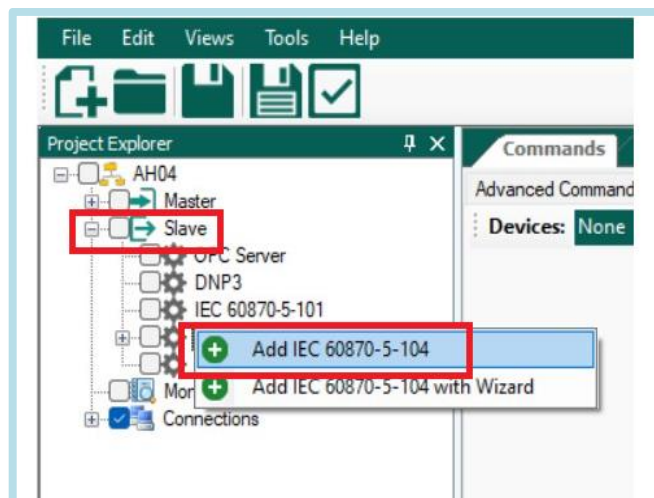 File Edit Views Tools Help
Project Explorer
Commands
AH04
Advanced Command
Master
Devices: None
Slave
OPC Server
DNP3
IEC 60870-5-101
Add IEC 60870-5-104
Add IEC 60870-5-104 with Wizard
Mon
Connections